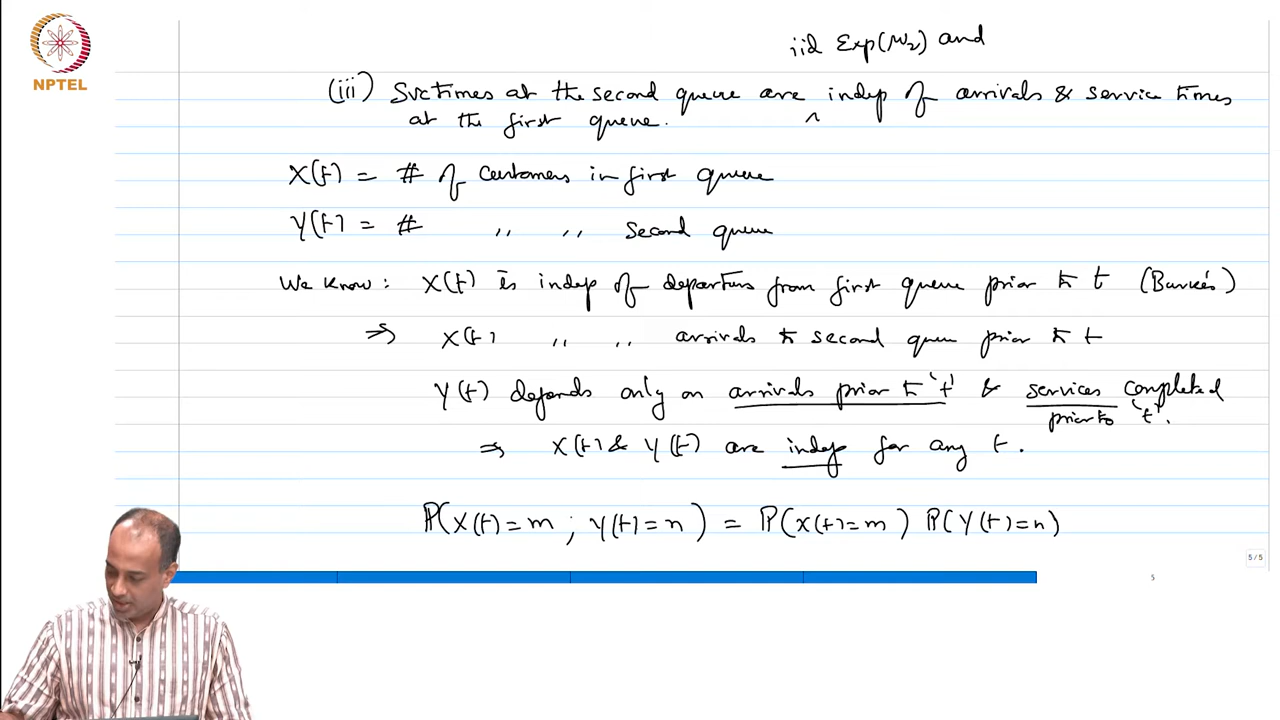 NPTEL
iid Exp(μ₂) and
(iii) Svc times at the second queue are ^ indep of arrivals & service times
at the first queue.
X(t) = # of customers in first queue
Y(t) = # ,, ,, second queue
We know: X(t) is indep of departures from first queue prior to t (Burke's)
⇒ X(t) ,, ,, arrivals to second queue prior to t
Y(t) depends only on arrivals prior to 't' & services completed
prior to 't'.
⇒ X(t) & Y(t) are indep for any t.
ℙ(X(t)=m ; Y(t)=n) = ℙ(X(t)=m) ℙ(Y(t)=n)
5/5
5